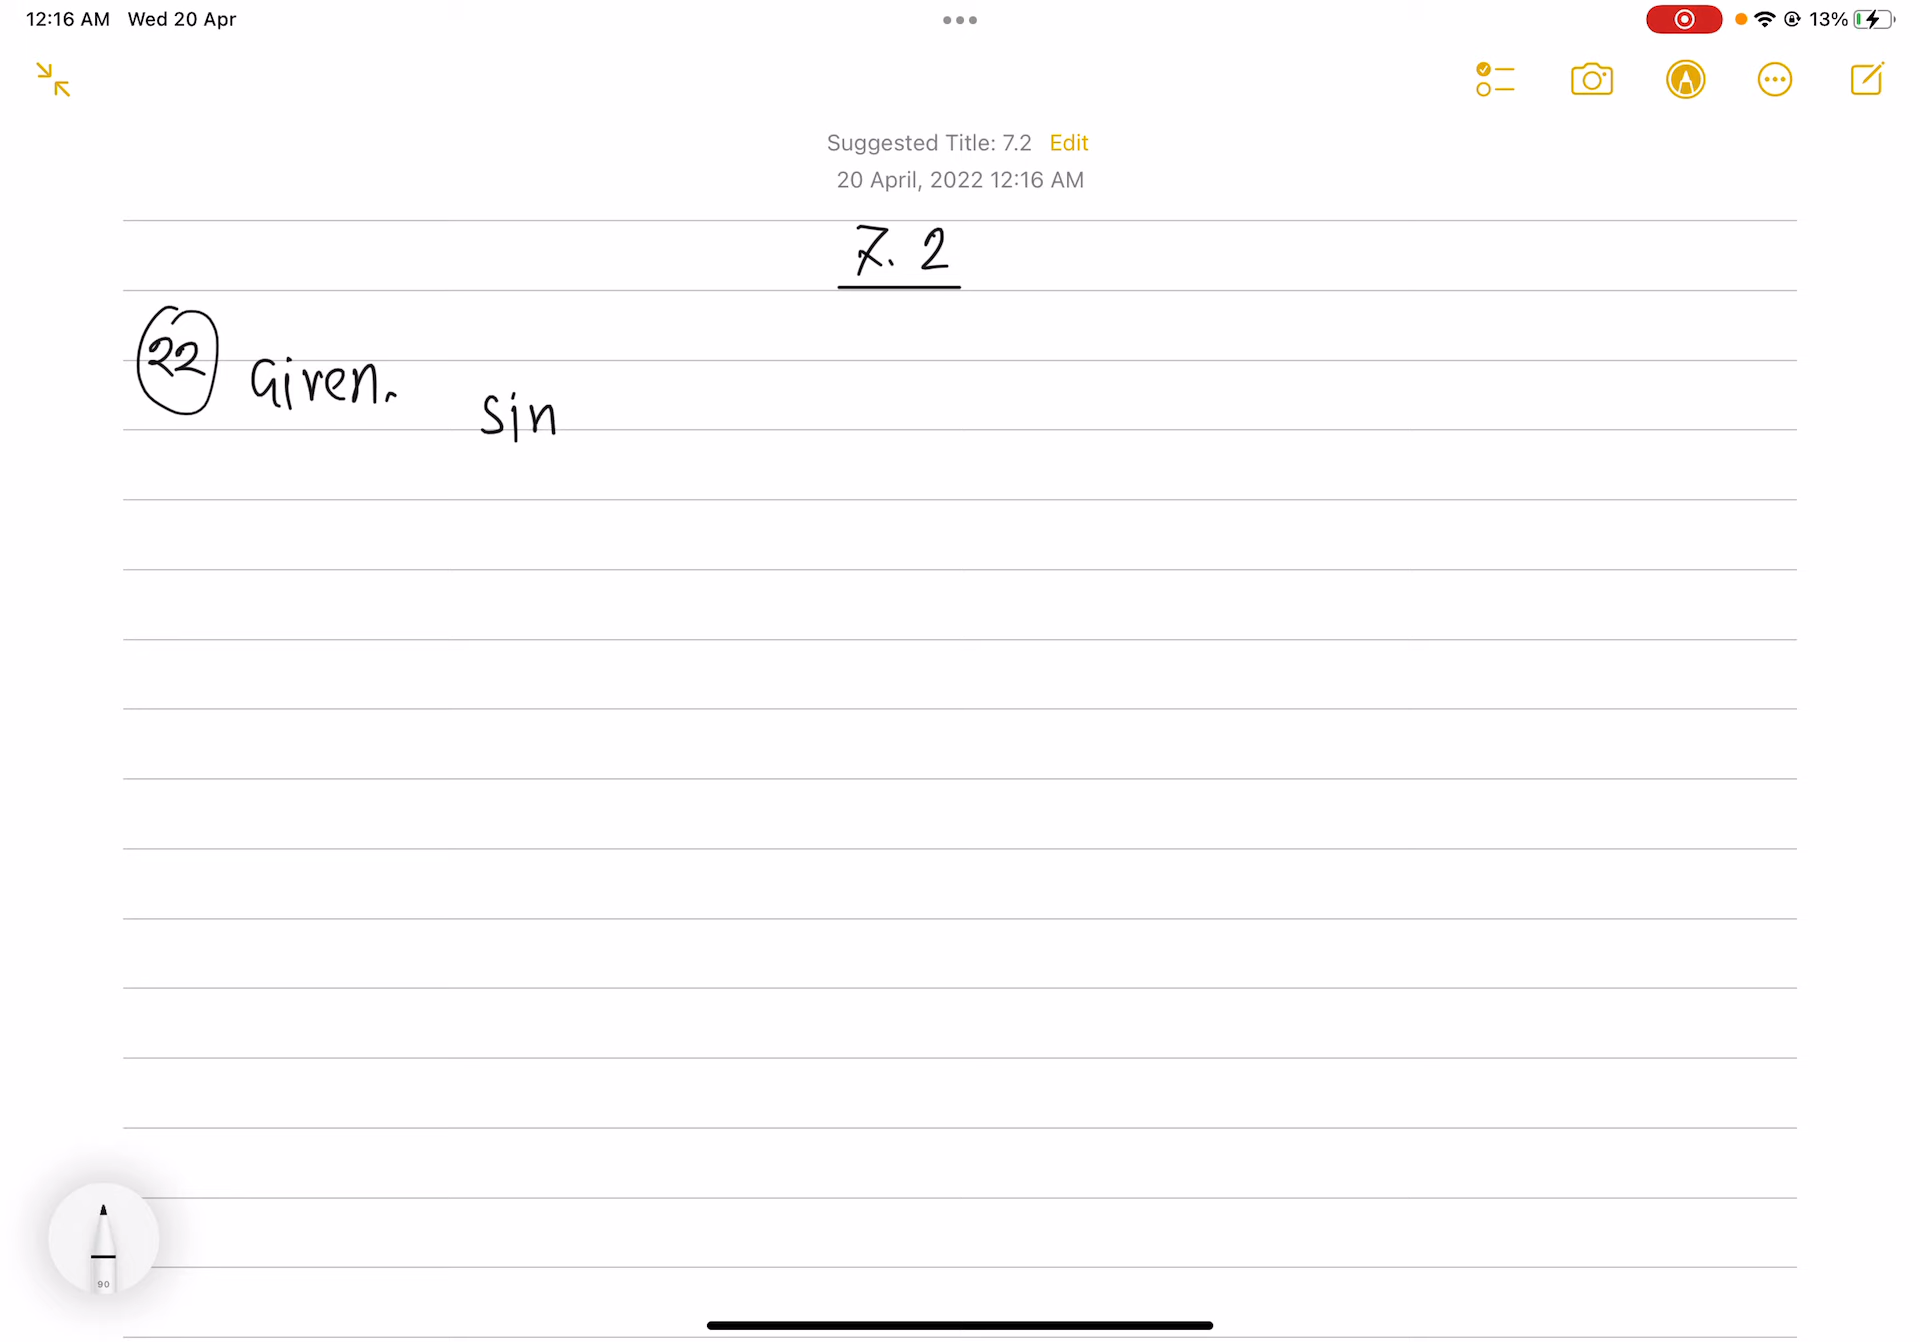 12:16 AM Wed 20 Apr
13%
Suggested Title: 7.2 Edit
20 April, 2022 12:16 AM
7.2
22 Given.
sin
90